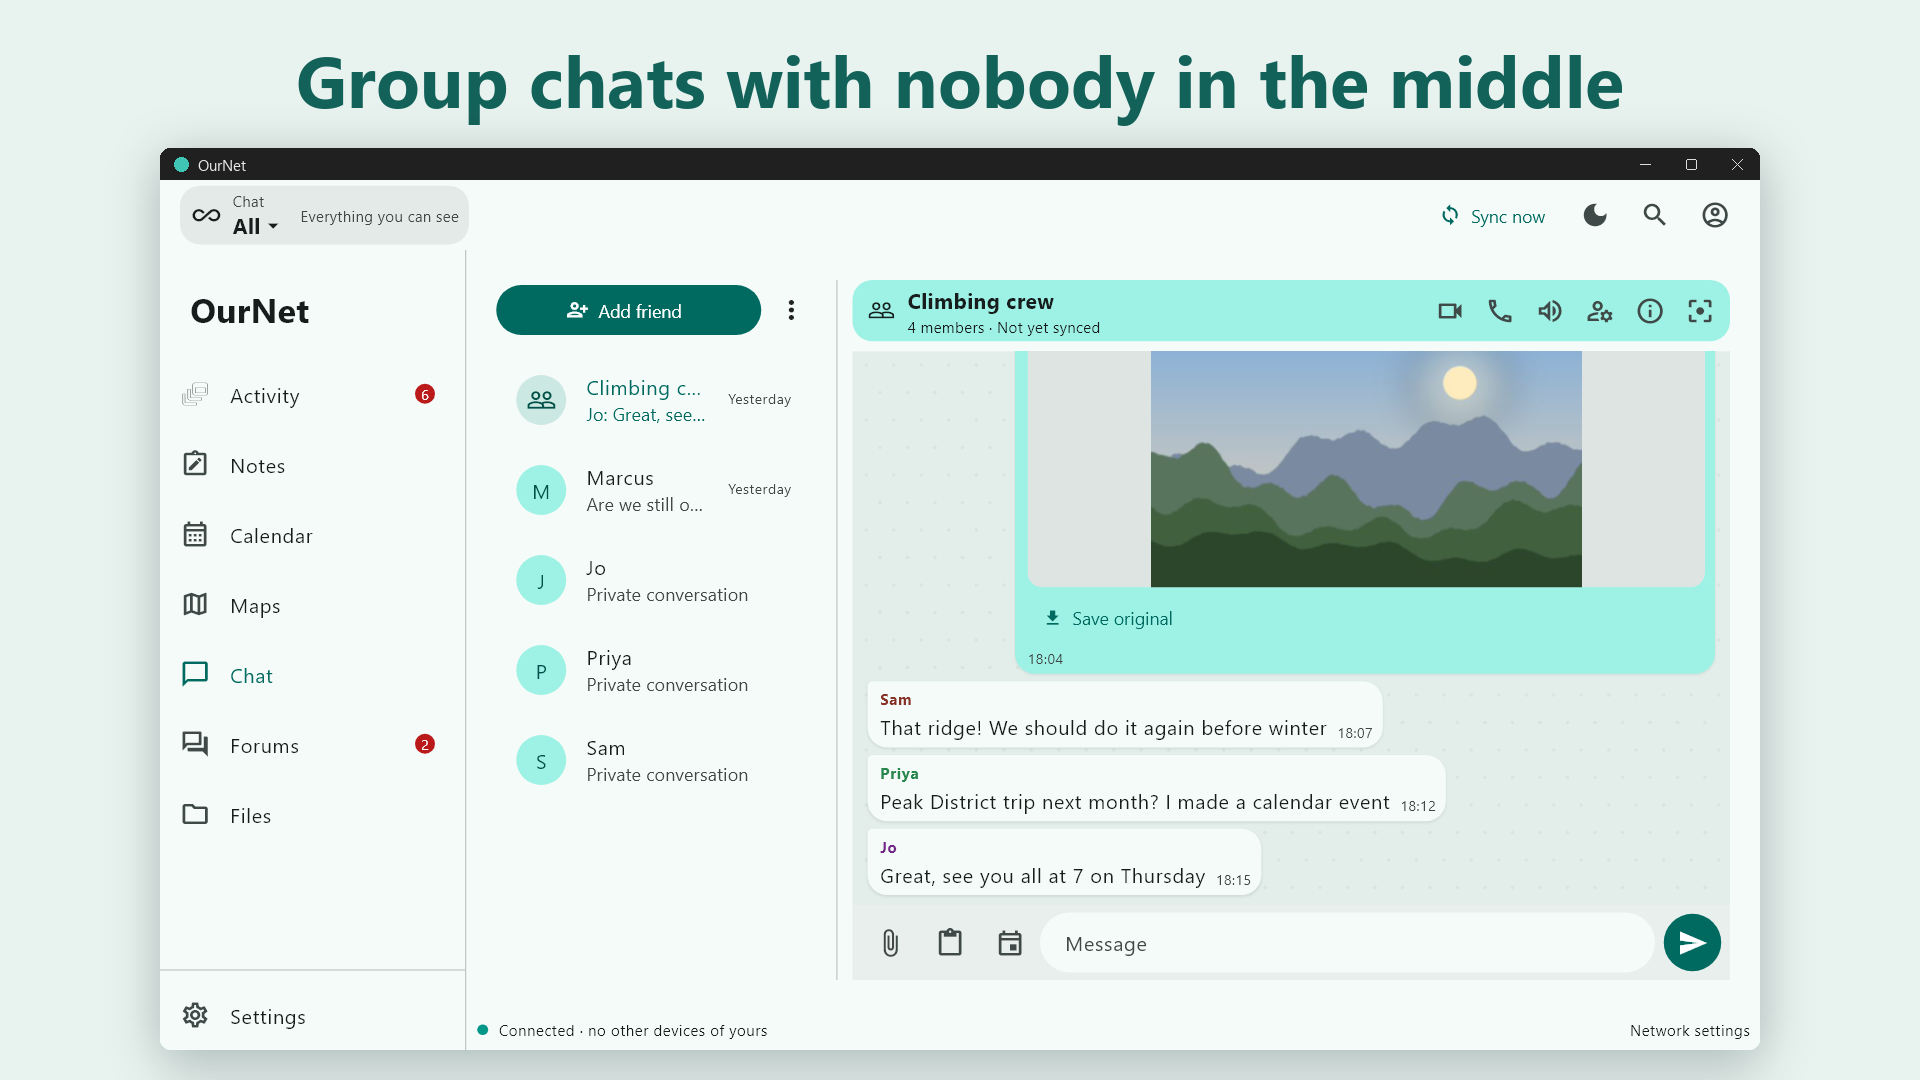 Group chats with nobody in the middle
OurNet
Chat
All
Everything you can see
Sync now
OurNet
Activity
6
Notes
Calendar
Maps
Chat
Forums
2
Files
Settings
Add friend
Climbing c...
Jo: Great, see...
Yesterday
M
Marcus
Are we still o...
Yesterday
J
Jo
Private conversation
P
Priya
Private conversation
S
Sam
Private conversation
Climbing crew
4 members · Not yet synced
Save original
18:04
Sam
That ridge! We should do it again before winter 18:07
Priya
Peak District trip next month? I made a calendar event 18:12
Jo
Great, see you all at 7 on Thursday 18:15
Message
Connected · no other devices of yours
Network settings